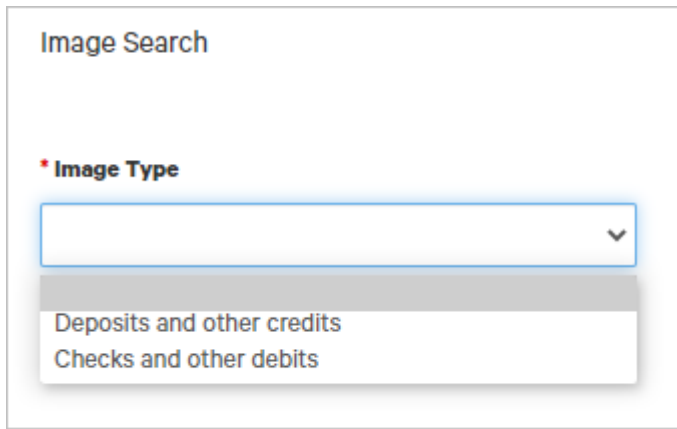 Image Search
* Image Type
Deposits and other credits
Checks and other debits